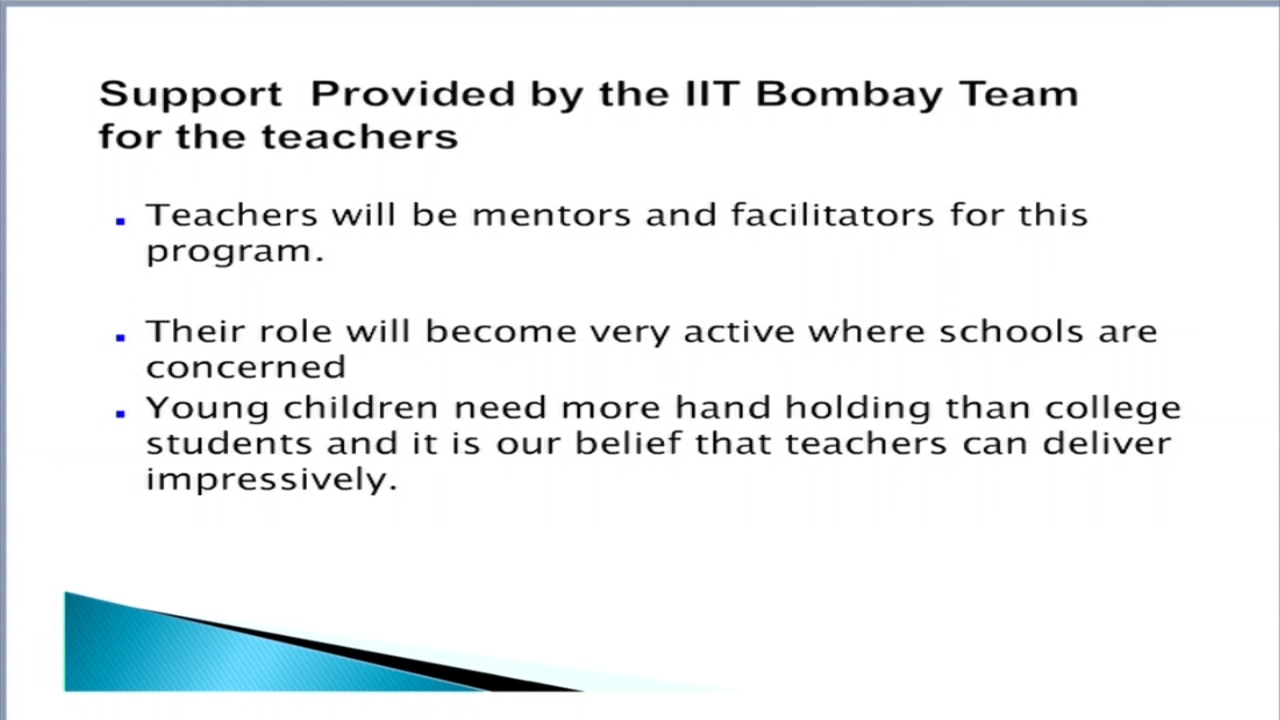 Support Provided by the IIT Bombay Team
for the teachers
Teachers will be mentors and facilitators for this
program.
Their role will become very active where schools are
concerned
Young children need more hand holding than college
students and it is our belief that teachers can deliver
impressively.